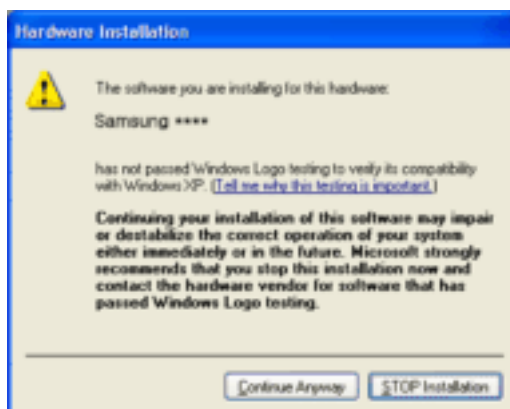 Hardware Installation
The software you are installing for this hardware:
Samsung ****
has not passed Windows Logo testing to verify its compatibility
with Windows XP. (Tell me why this testing is important.)
Continuing your installation of this software may impair
or destabilize the correct operation of your system
either immediately or in the future. Microsoft strongly
recommends that you stop this installation now and
contact the hardware vendor for software that has
passed Windows Logo testing.
Continue Anyway STOP Installation